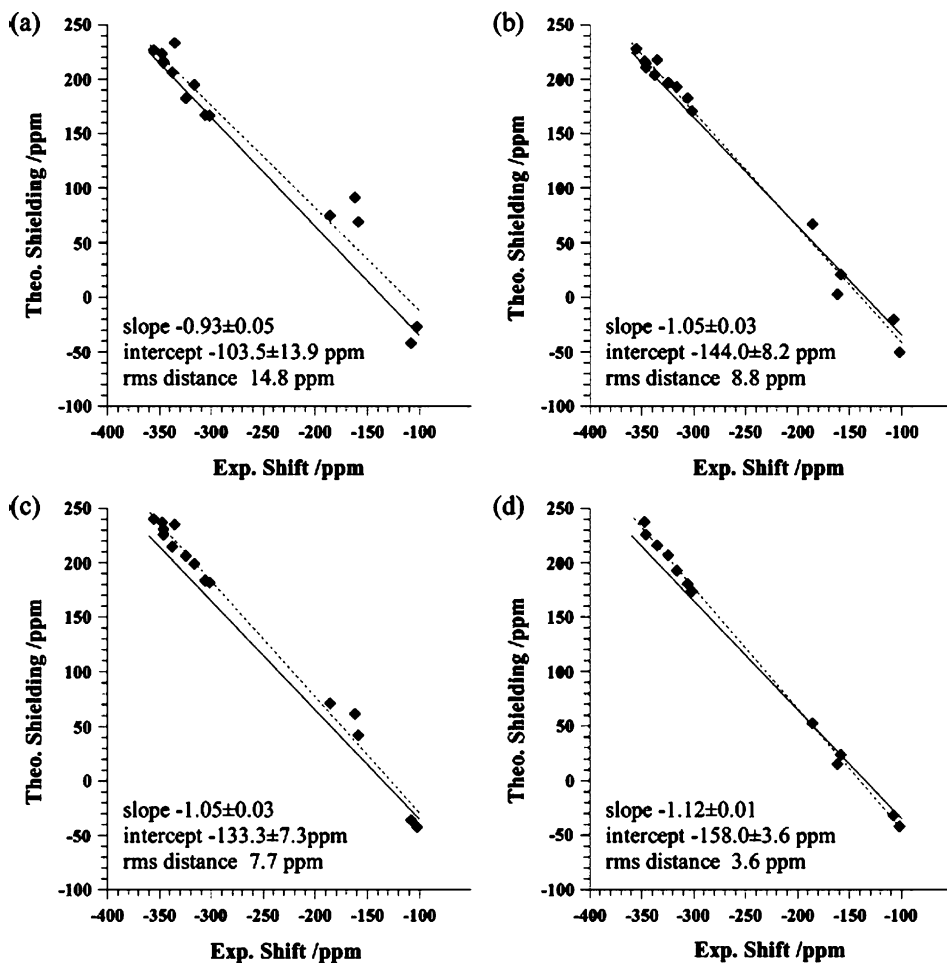 (a)
250
200
150
100
50
0
-50
-100
Theo. Shielding /ppm
slope -0.93±0.05
intercept -103.5±13.9 ppm
rms distance 14.8 ppm
-400 -350 -300 -250 -200 -150 -100
Exp. Shift /ppm
(b)
250
200
150
100
50
0
-50
-100
Theo. Shielding /ppm
slope -1.05±0.03
intercept -144.0±8.2 ppm
rms distance 8.8 ppm
-400 -350 -300 -250 -200 -150 -100
Exp. Shift /ppm
(c)
250
200
150
100
50
0
-50
-100
Theo. Shielding /ppm
slope -1.05±0.03
intercept -133.3±7.3ppm
rms distance 7.7 ppm
-400 -350 -300 -250 -200 -150 -100
Exp. Shift /ppm
(d)
250
200
150
100
50
0
-50
-100
Theo. Shielding /ppm
slope -1.12±0.01
intercept -158.0±3.6 ppm
rms distance 3.6 ppm
-400 -350 -300 -250 -200 -150 -100
Exp. Shift /ppm